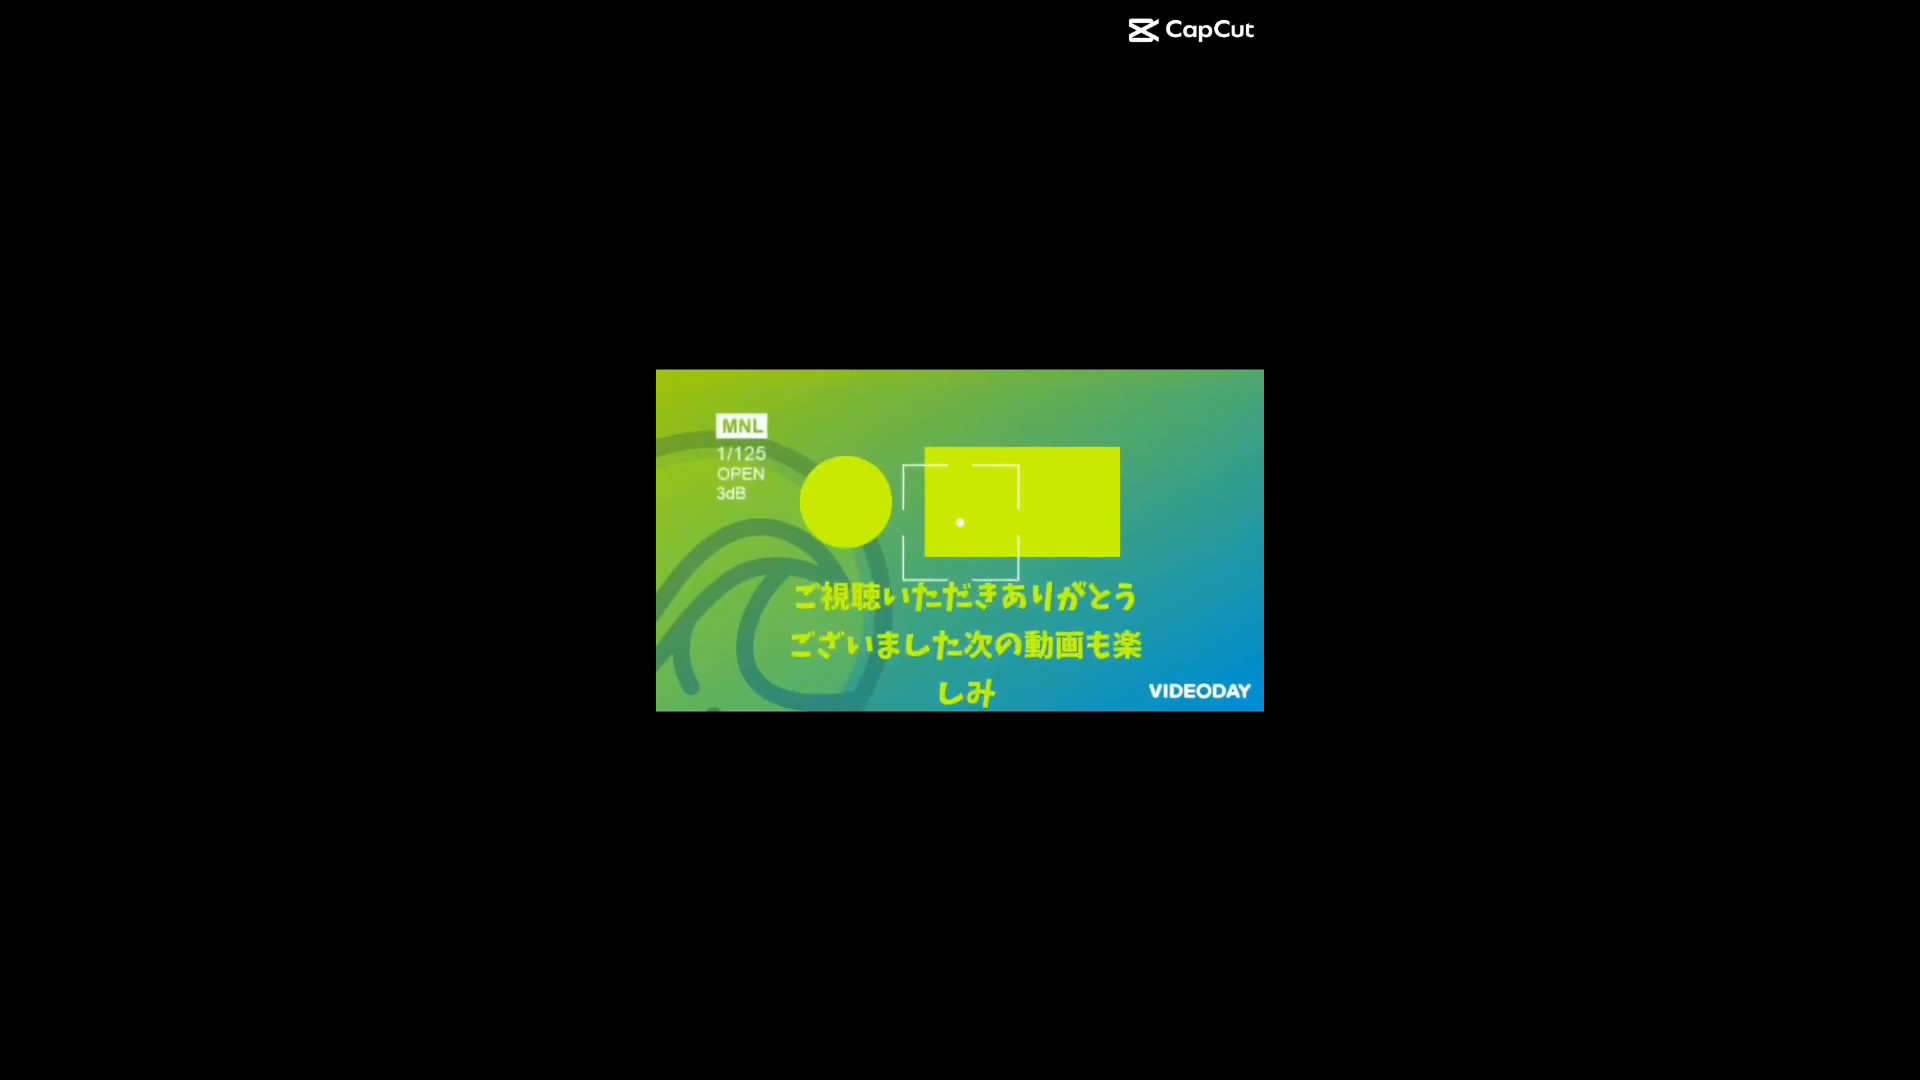 CapCut
MNL
1/125
OPEN
3dB
ご視聴いただきありがとう
ございました次の動画も楽
しみ
VIDEODAY